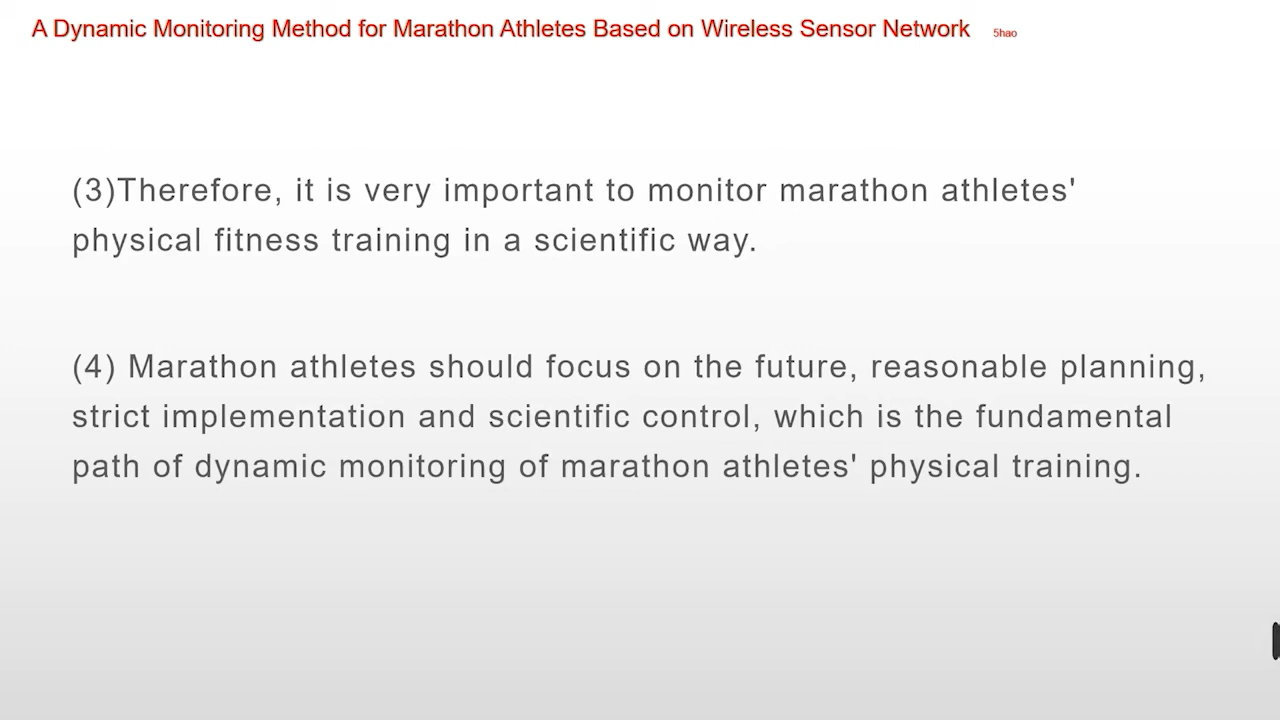 A Dynamic Monitoring Method for Marathon Athletes Based on Wireless Sensor Network 5hao
(3)Therefore, it is very important to monitor marathon athletes'
physical fitness training in a scientific way.
(4) Marathon athletes should focus on the future, reasonable planning,
strict implementation and scientific control, which is the fundamental
path of dynamic monitoring of marathon athletes' physical training.